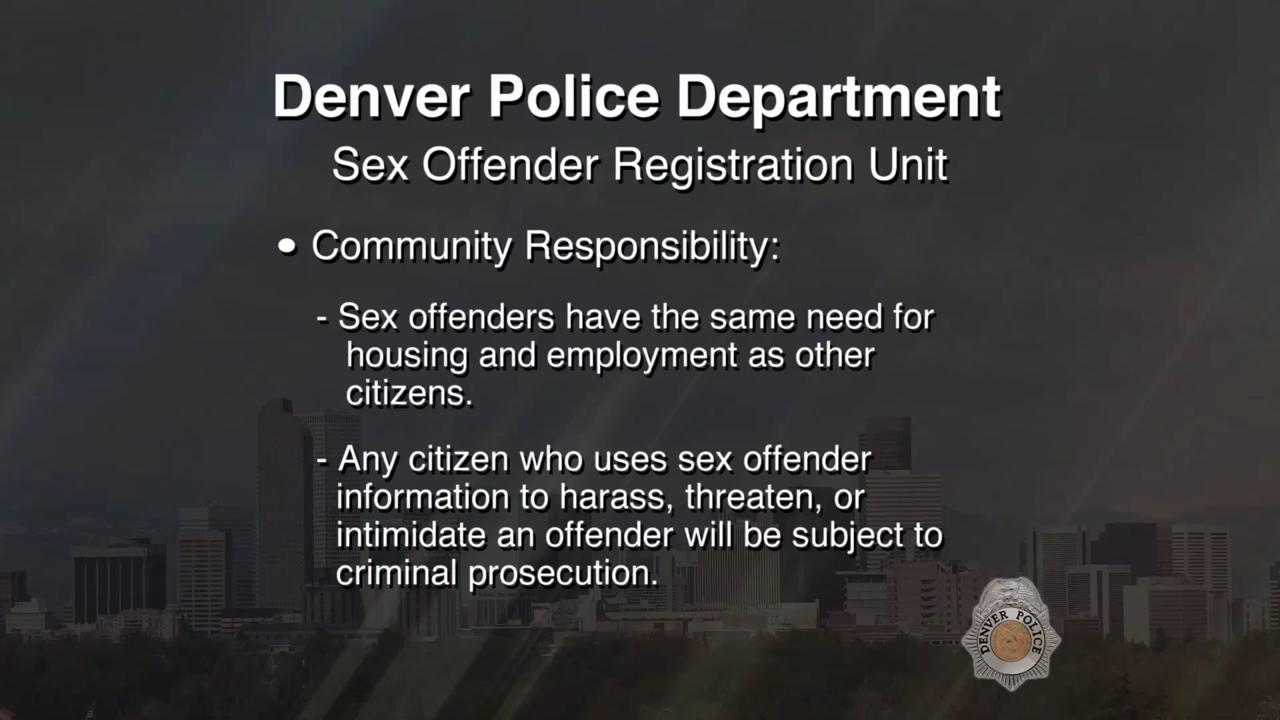 Denver Police Department
Sex Offender Registration Unit
• Community Responsibility:
- Sex offenders have the same need for
housing and employment as other
citizens.
- Any citizen who uses sex offender
information to harass, threaten, or
intimidate an offender will be subject to
criminal prosecution.
DENVER POLICE